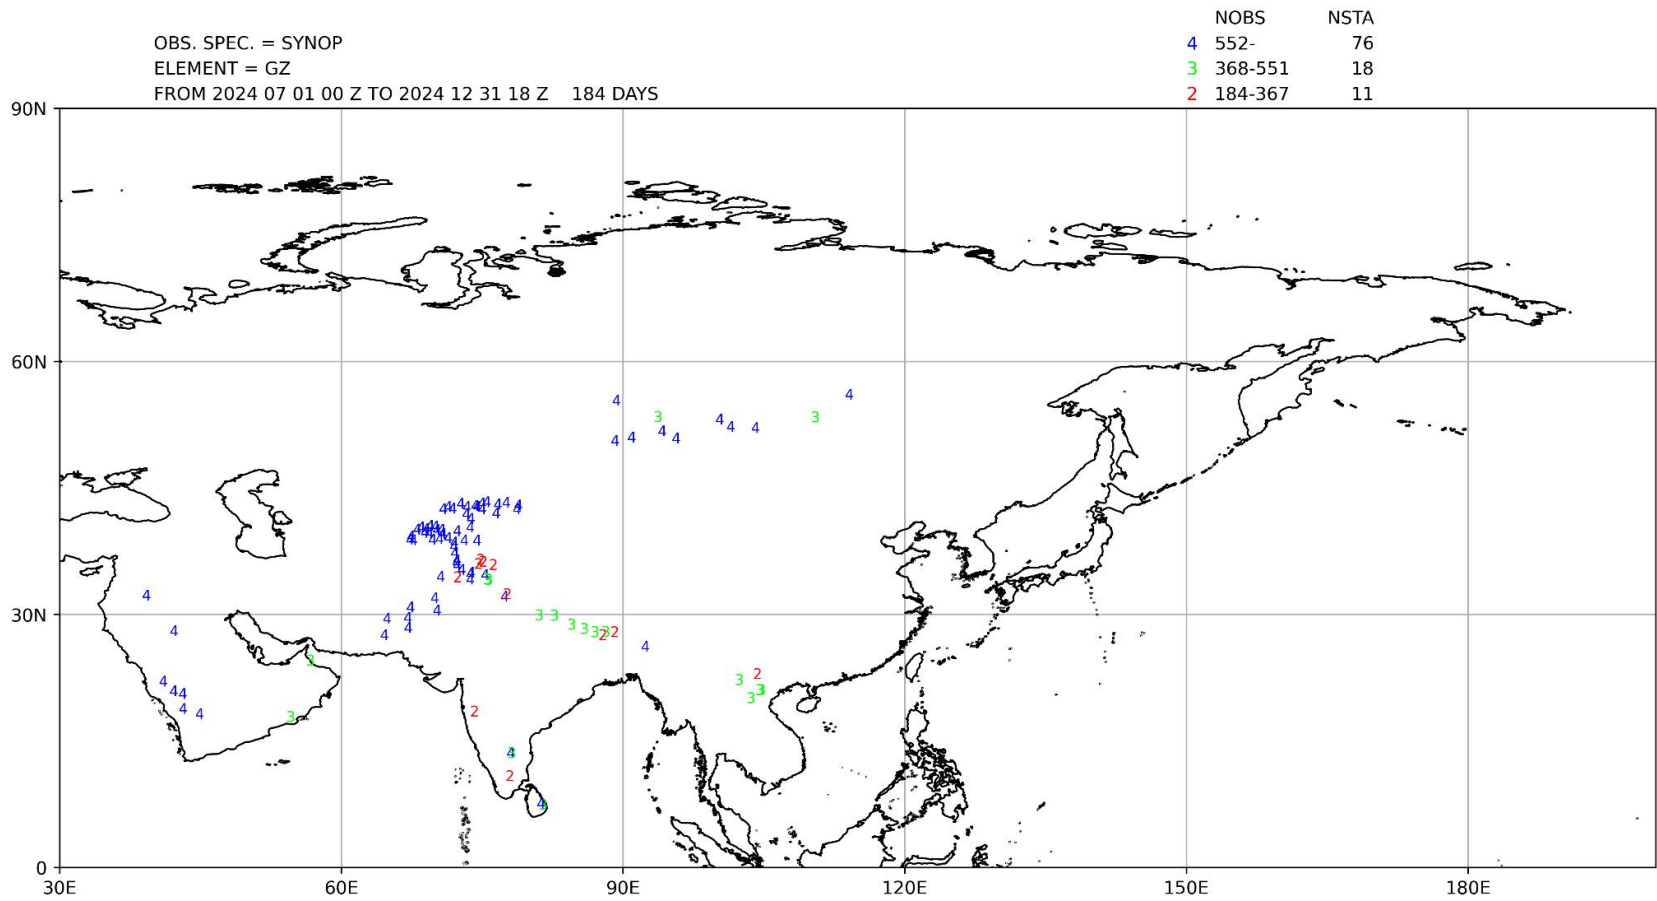 NOBS NSTA
OBS. SPEC. = SYNOP 4 552- 76
ELEMENT = GZ 3 368-551 18
FROM 2024 07 01 00 Z TO 2024 12 31 18 Z 184 DAYS 2 184-367 11
90N
60N
30N
0
30E 60E 90E 120E 150E 180E